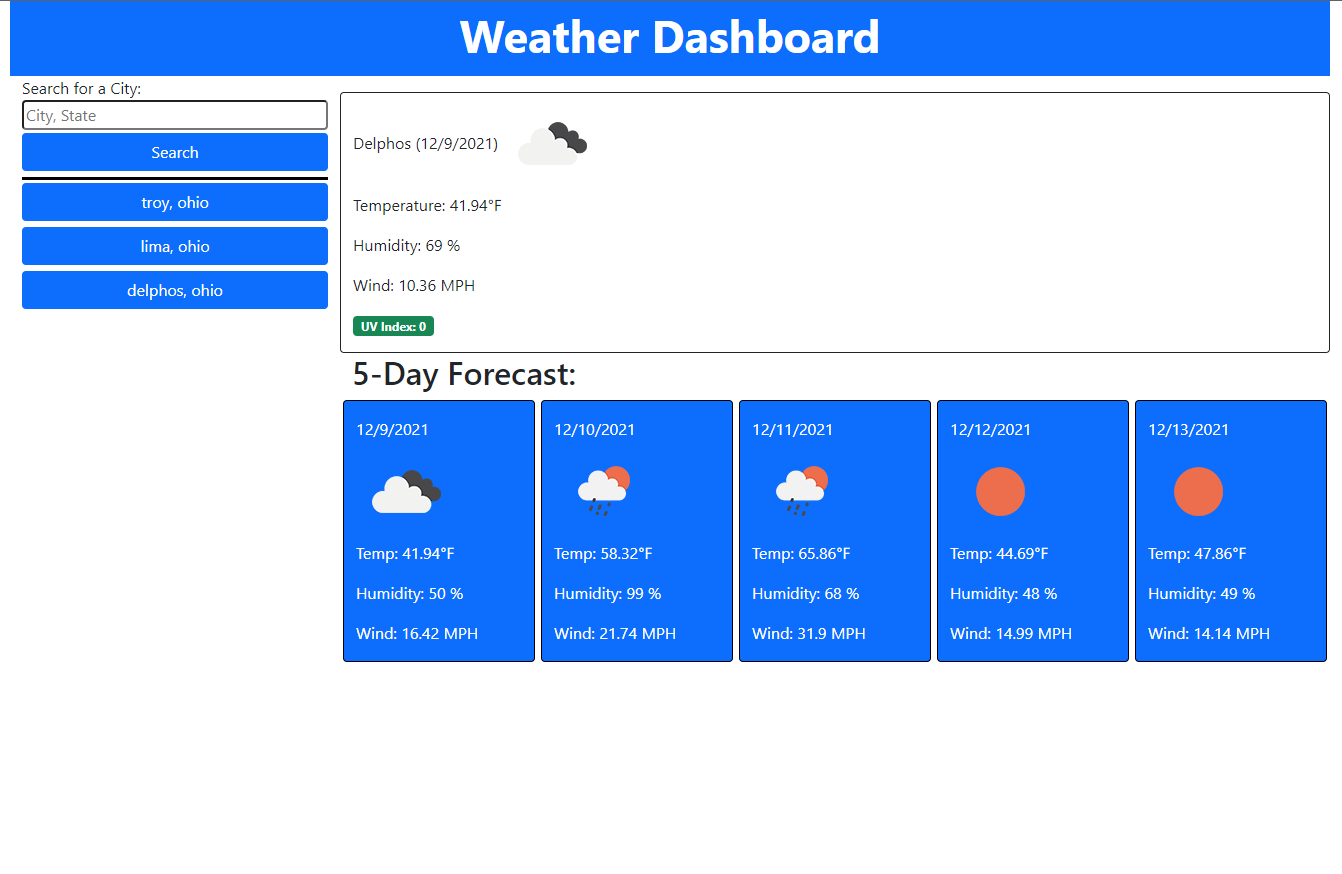 Weather Dashboard
Search for a City:
City, State
Search
troy, ohio
lima, ohio
delphos, ohio
Delphos (12/9/2021)
Temperature: 41.94°F
Humidity: 69 %
Wind: 10.36 MPH
UV Index: 0
5-Day Forecast:
12/9/2021
Temp: 41.94°F
Humidity: 50 %
Wind: 16.42 MPH
12/10/2021
Temp: 58.32°F
Humidity: 99 %
Wind: 21.74 MPH
12/11/2021
Temp: 65.86°F
Humidity: 68 %
Wind: 31.9 MPH
12/12/2021
Temp: 44.69°F
Humidity: 48 %
Wind: 14.99 MPH
12/13/2021
Temp: 47.86°F
Humidity: 49 %
Wind: 14.14 MPH